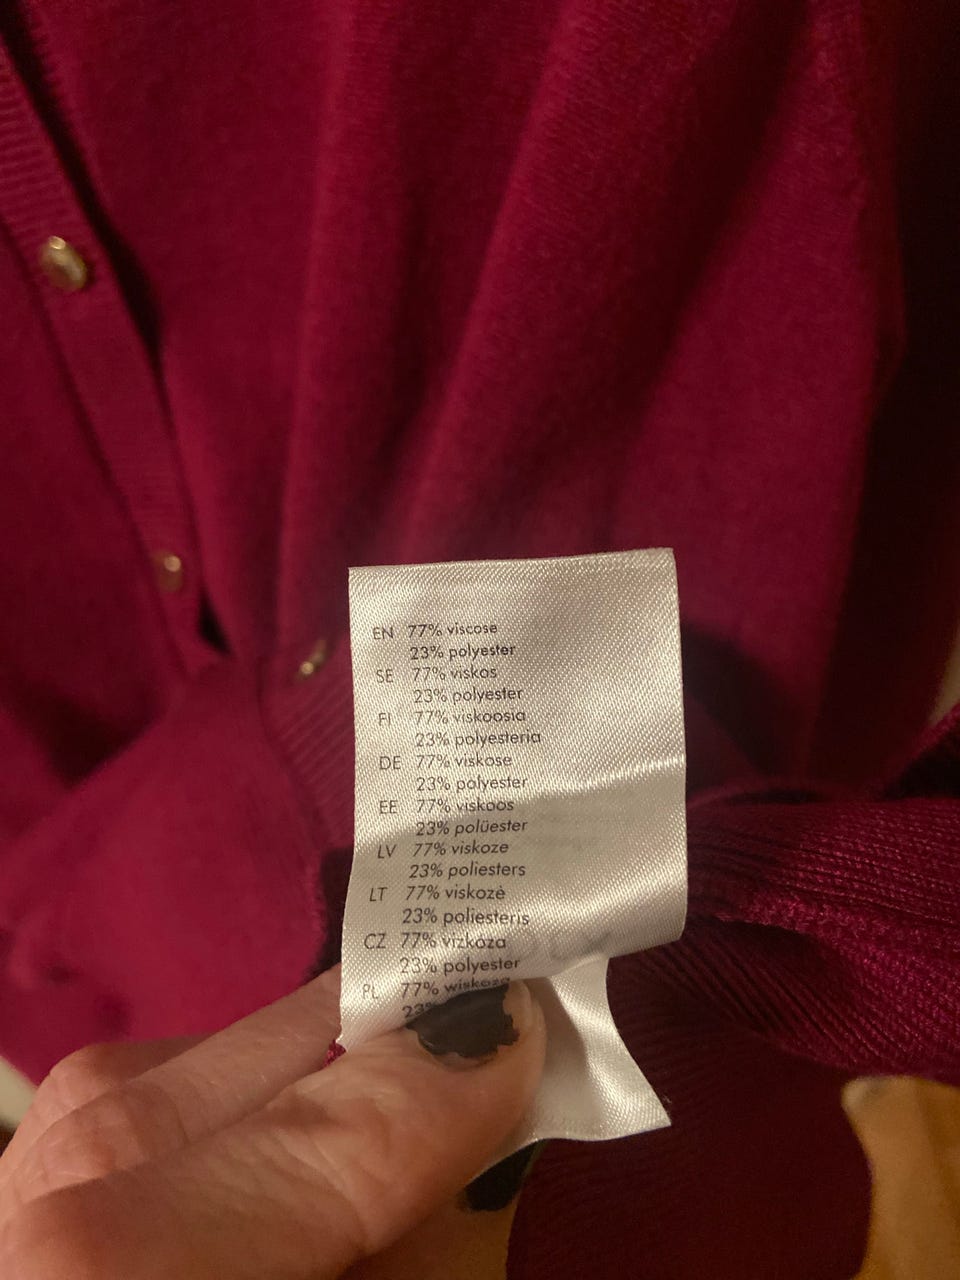 EN 77% viscose
23% polyester
SE 77% viskos
23% polyester
FI 77% viskoosia
23% polyesteria
DE 77% viskose
23% polyester
EE 77% viskoos
23% polüester
LV 77% viskoze
23% poliesters
LT 77% viskozė
23% poliesteris
CZ 77% vizkóza
23% polyester
PL 77% wiskoza
23%